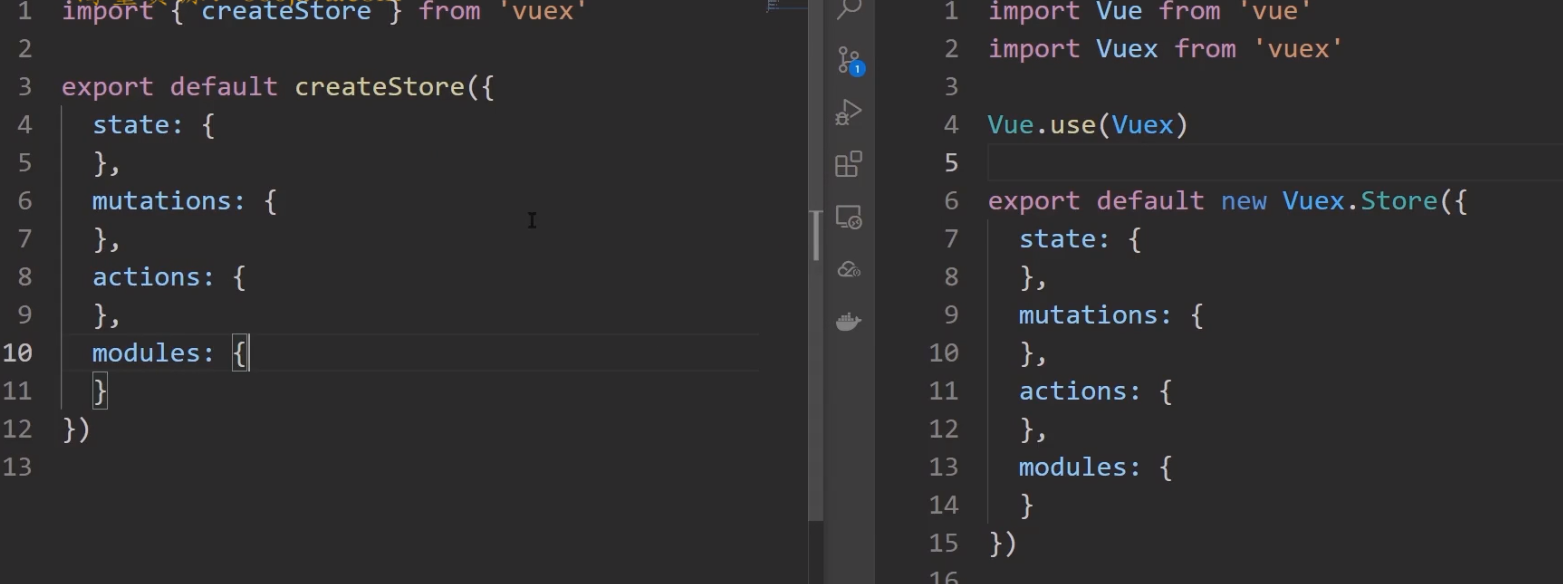 1 import { createStore } from 'vuex'
2
3 export default createStore({
4 state: {
5 },
6 mutations: {
7 },
8 actions: {
9 },
10 modules: {
11 }
12 })
13
1
1 import Vue from 'vue'
2 import Vuex from 'vuex'
3
4 Vue.use(Vuex)
5
6 export default new Vuex.Store({
7 state: {
8 },
9 mutations: {
10 },
11 actions: {
12 },
13 modules: {
14 }
15 })
16